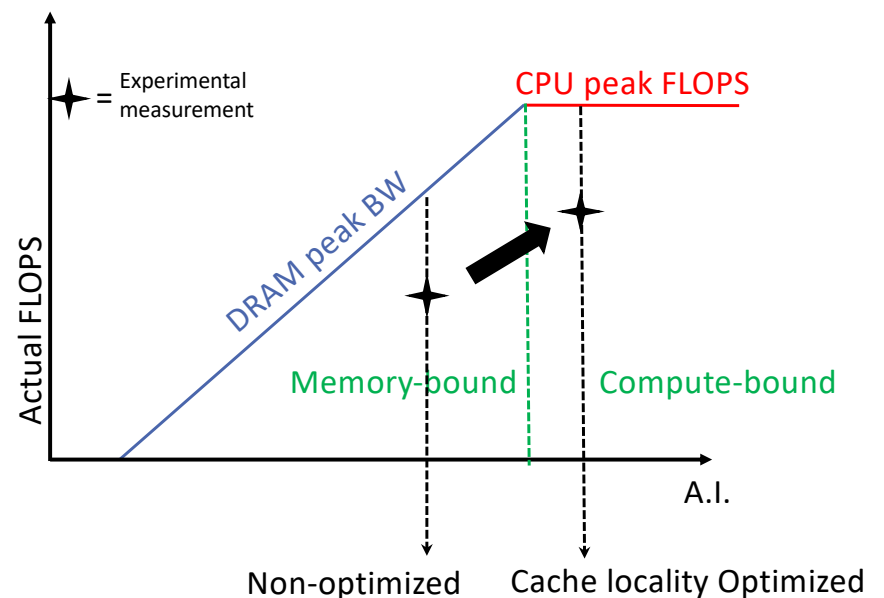 = Experimental
measurement
CPU peak FLOPS
DRAM peak BW
Actual FLOPS
Memory-bound
Compute-bound
A.I.
Non-optimized
Cache locality Optimized